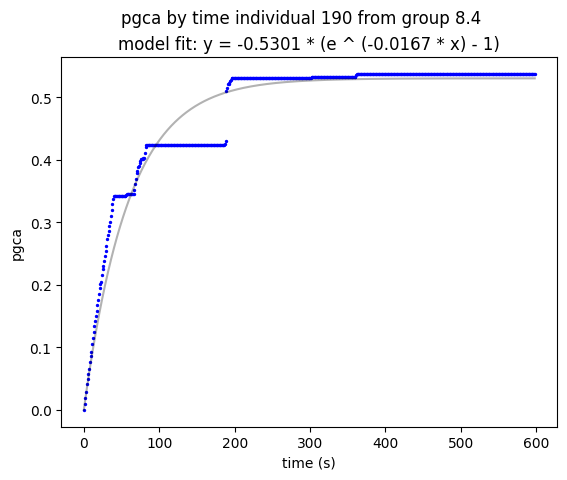 pgca by time individual 190 from group 8.4
model fit: y = -0.5301 * (e ^ (-0.0167 * x) - 1)
0.5
0.4
0.3
0.2
0.1
0.0
pgca
0 100 200 300 400 500 600
time (s)